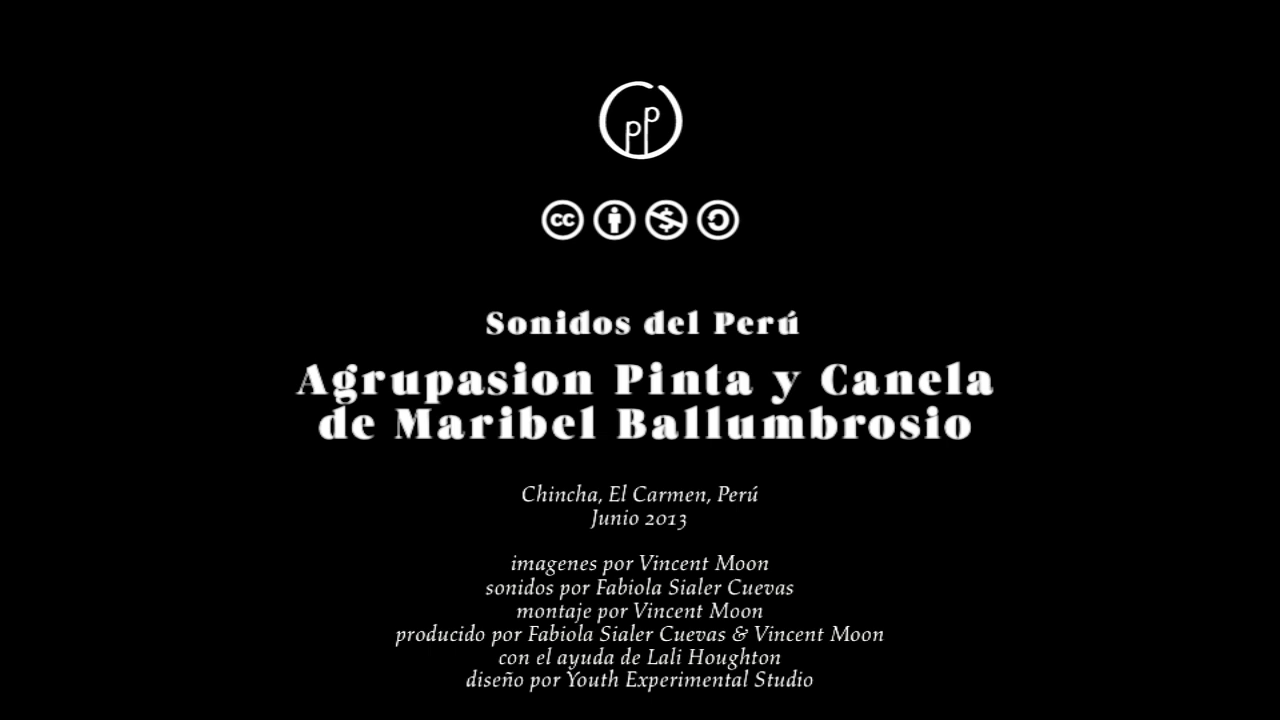 pp
cc
Sonidos del Perú
Agrupasion Pinta y Canela
de Maribel Ballumbrosio
Chincha, El Carmen, Perú
Junio 2013
imagenes por Vincent Moon
sonidos por Fabiola Sialer Cuevas
montaje por Vincent Moon
producido por Fabiola Sialer Cuevas & Vincent Moon
con el ayuda de Lali Houghton
diseño por Youth Experimental Studio